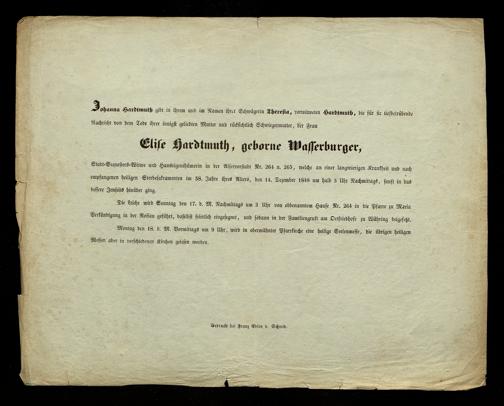 Johanna Hardtmuth gibt in ihrem und im Namen ihrer Schwägerin Theresia, verwitweten Hardtmuth, die für sie tiefbetrübende
Nachricht von dem Tode ihrer innigst geliebten Mutter und rücksichtlich Schwiegermutter, der Frau
Elise Hardtmuth, geborne Wasserburger,
Stadt-Baumeisters-Witwe und Hauseigenthümerin in der Alservorstadt Nr. 264 u. 265, welche an einer langwierigen Krankheit und nach
empfangenen heiligen Sterbesakramenten im 58. Jahre ihres Alters, den 14. Dezember 1848 um halb 3 Uhr Nachmittags, sanft in das
bessere Jenseits hinüber ging.
Die Leiche wird Sonntag den 17. d. M. Nachmittags um 3 Uhr von obbenanntem Hause Nr. 264 in die Pfarre zu Maria
Verkündigung in der Rossau geführt, daselbst feierlich eingesegnet, und sodann in der Familiengruft am Ortsfriedhofe zu Währing beigesetzt.
Montag den 18. d. M. Vormittags um 9 Uhr, wird in obenerwähnter Pfarrkirche eine heilige Seelenmesse, die übrigen heiligen
Messen aber in verschiedenen Kirchen gelesen werden.
Gedruckt bei Franz Edlen v. Schmid.